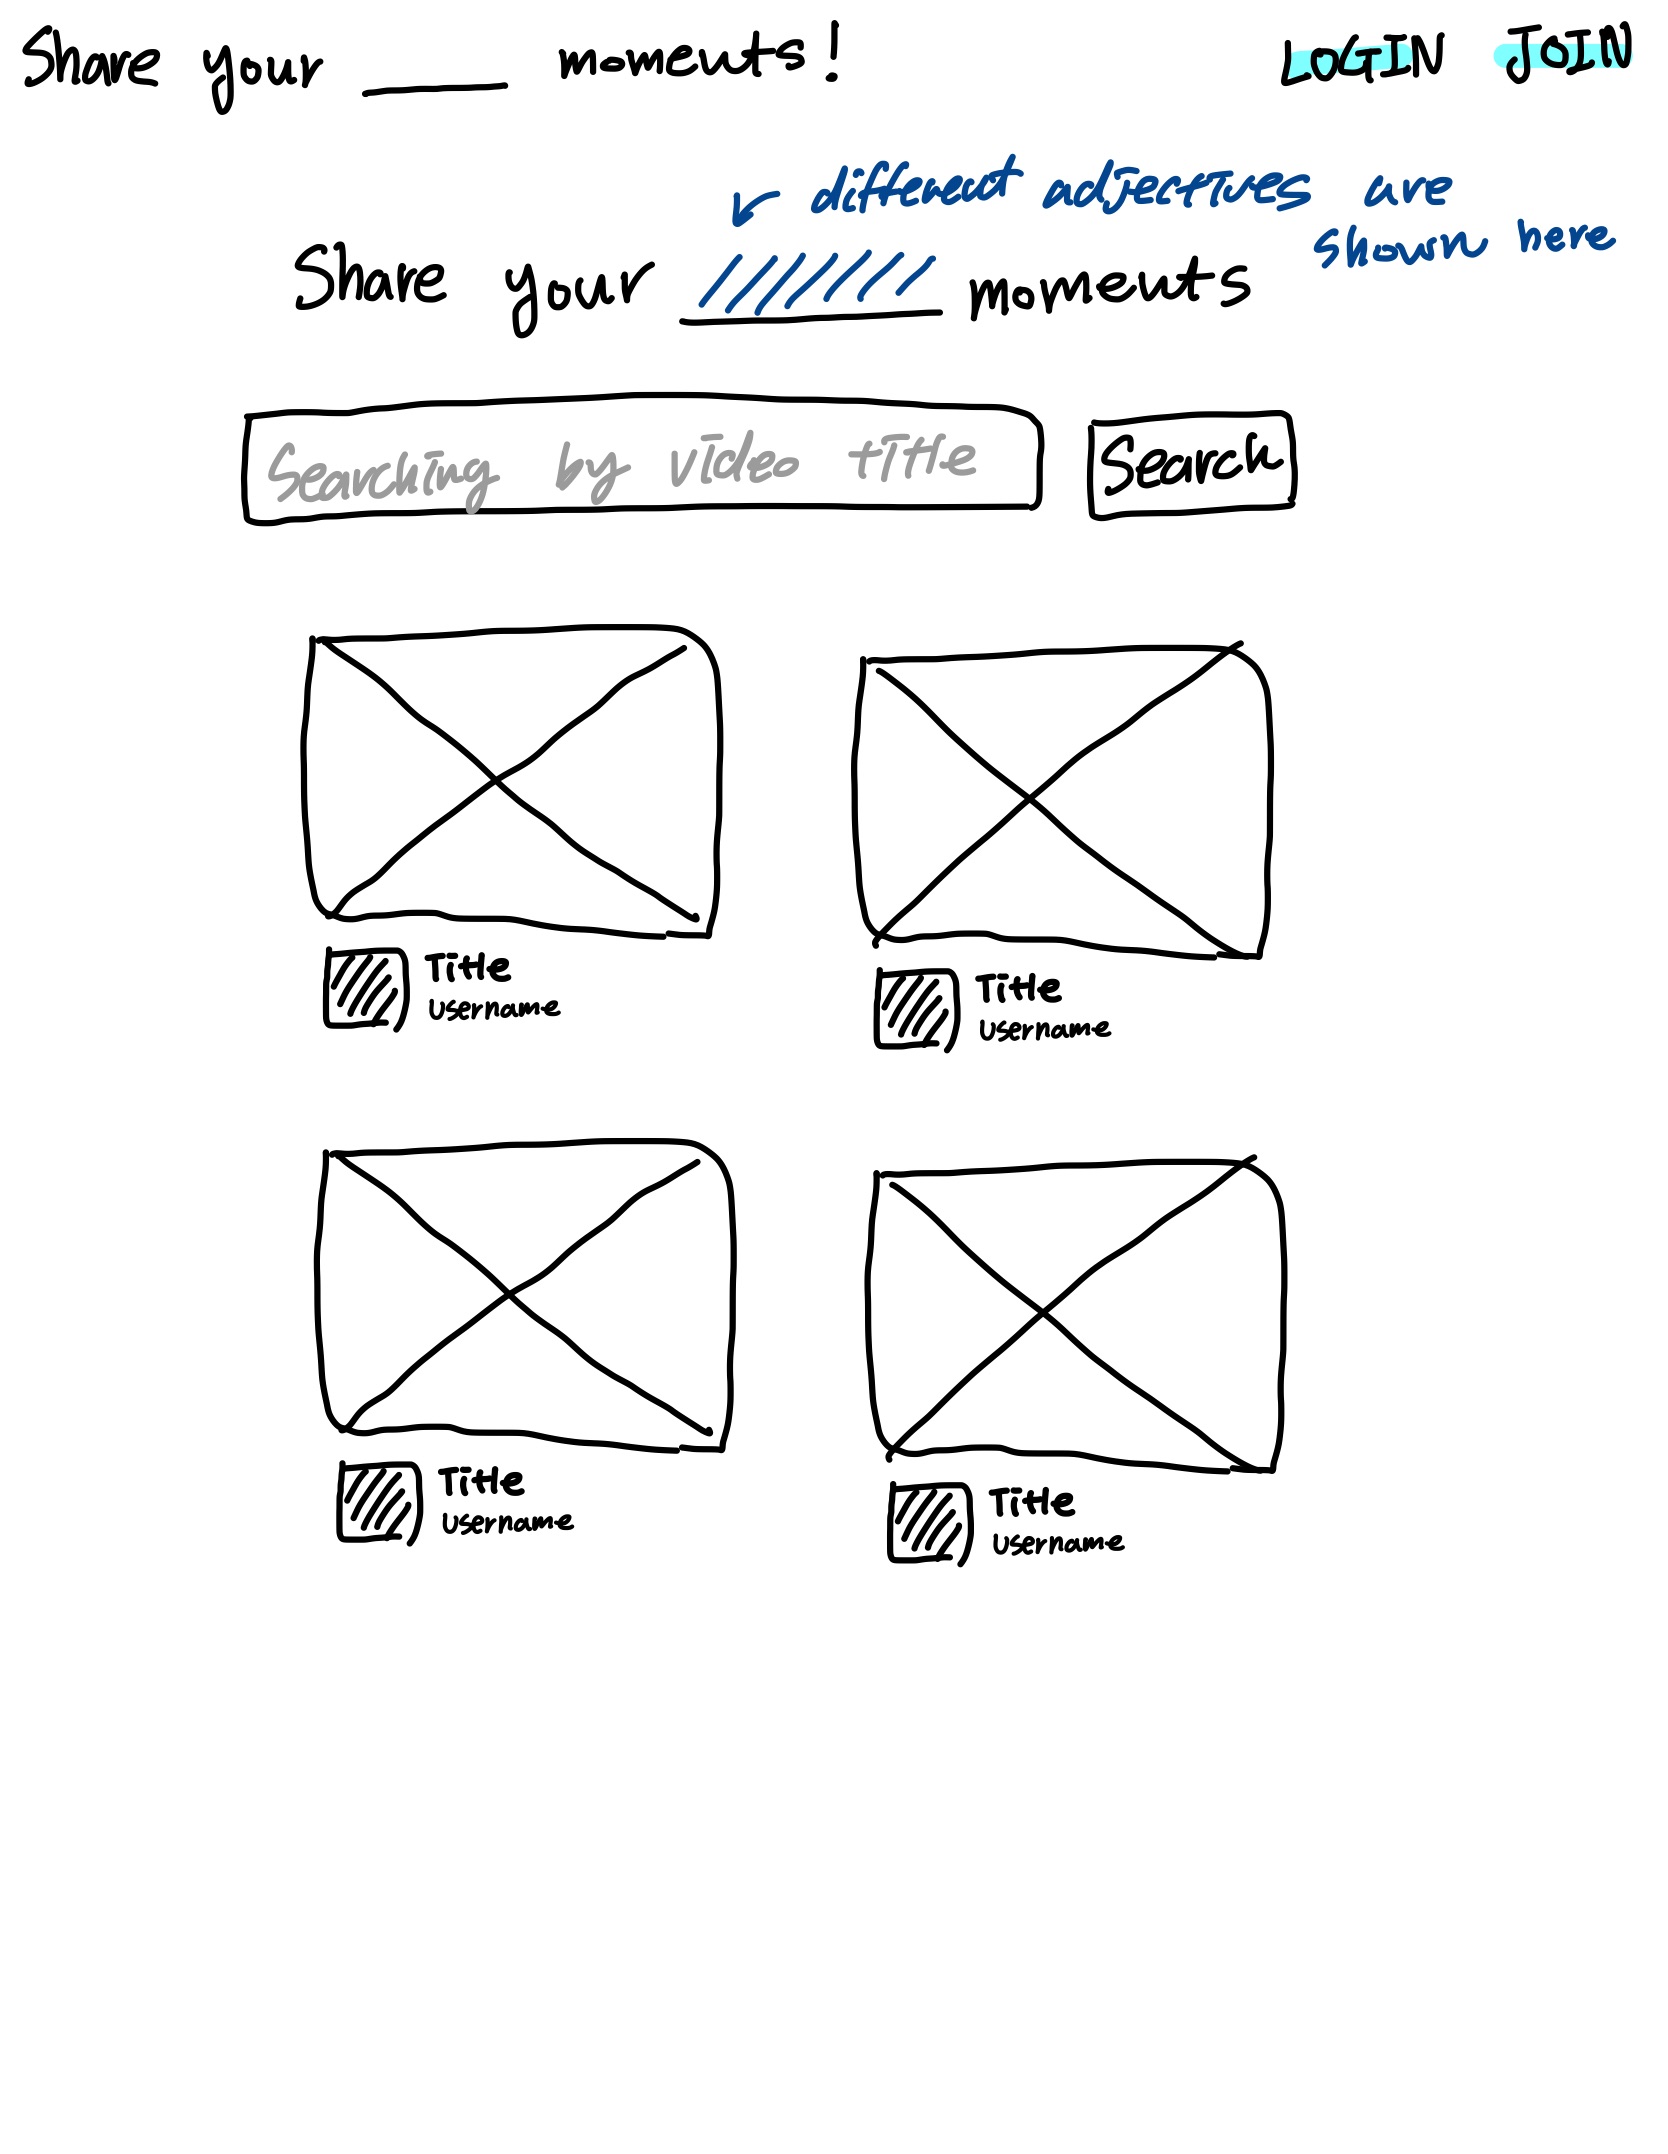 Share your ____ moments!
LOGIN JOIN
different adjectives are
shown here
Share your ____ moments
Searching by video title
Search
Title
username
Title
username
Title
username
Title
username